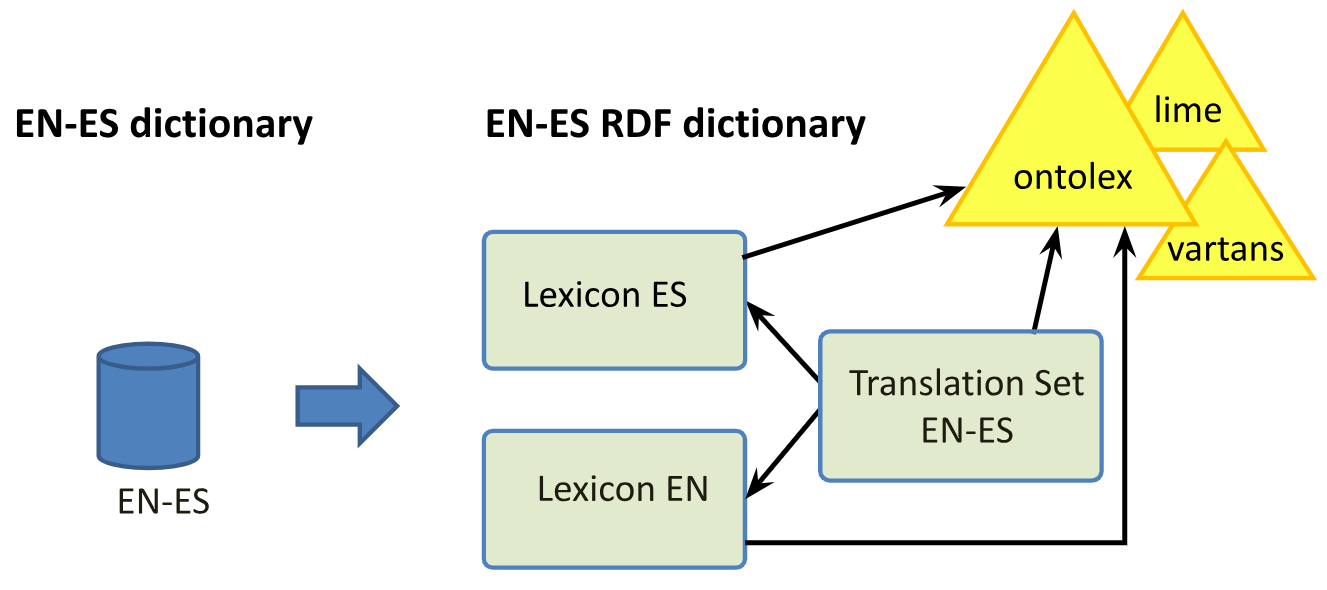 EN-ES dictionary
EN-ES RDF dictionary
lime
ontolex
vartans
Lexicon ES
Translation Set
EN-ES
Lexicon EN
EN-ES